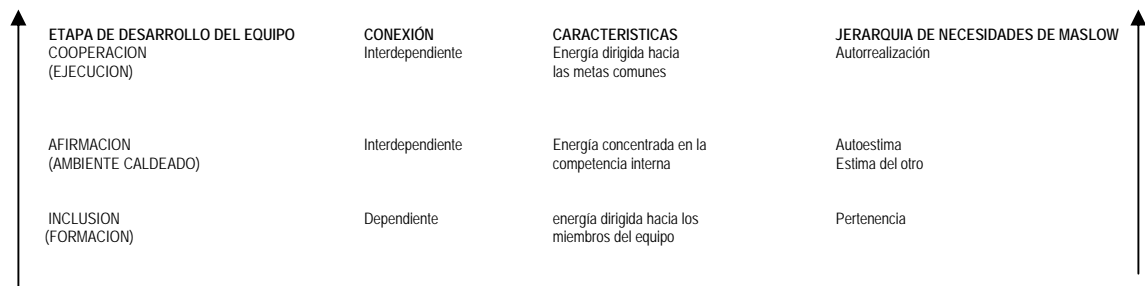 ETAPA DE DESARROLLO DEL EQUIPO CONEXIÓN CARACTERISTICAS JERARQUIA DE NECESIDADES DE MASLOW
COOPERACION Interdependiente Energía dirigida hacia Autorrealización
(EJECUCION) las metas comunes
AFIRMACION Interdependiente Energía concentrada en la Autoestima
(AMBIENTE CALDEADO) competencia interna Estima del otro
INCLUSION Dependiente energía dirigida hacia los Pertenencia
(FORMACION) miembros del equipo